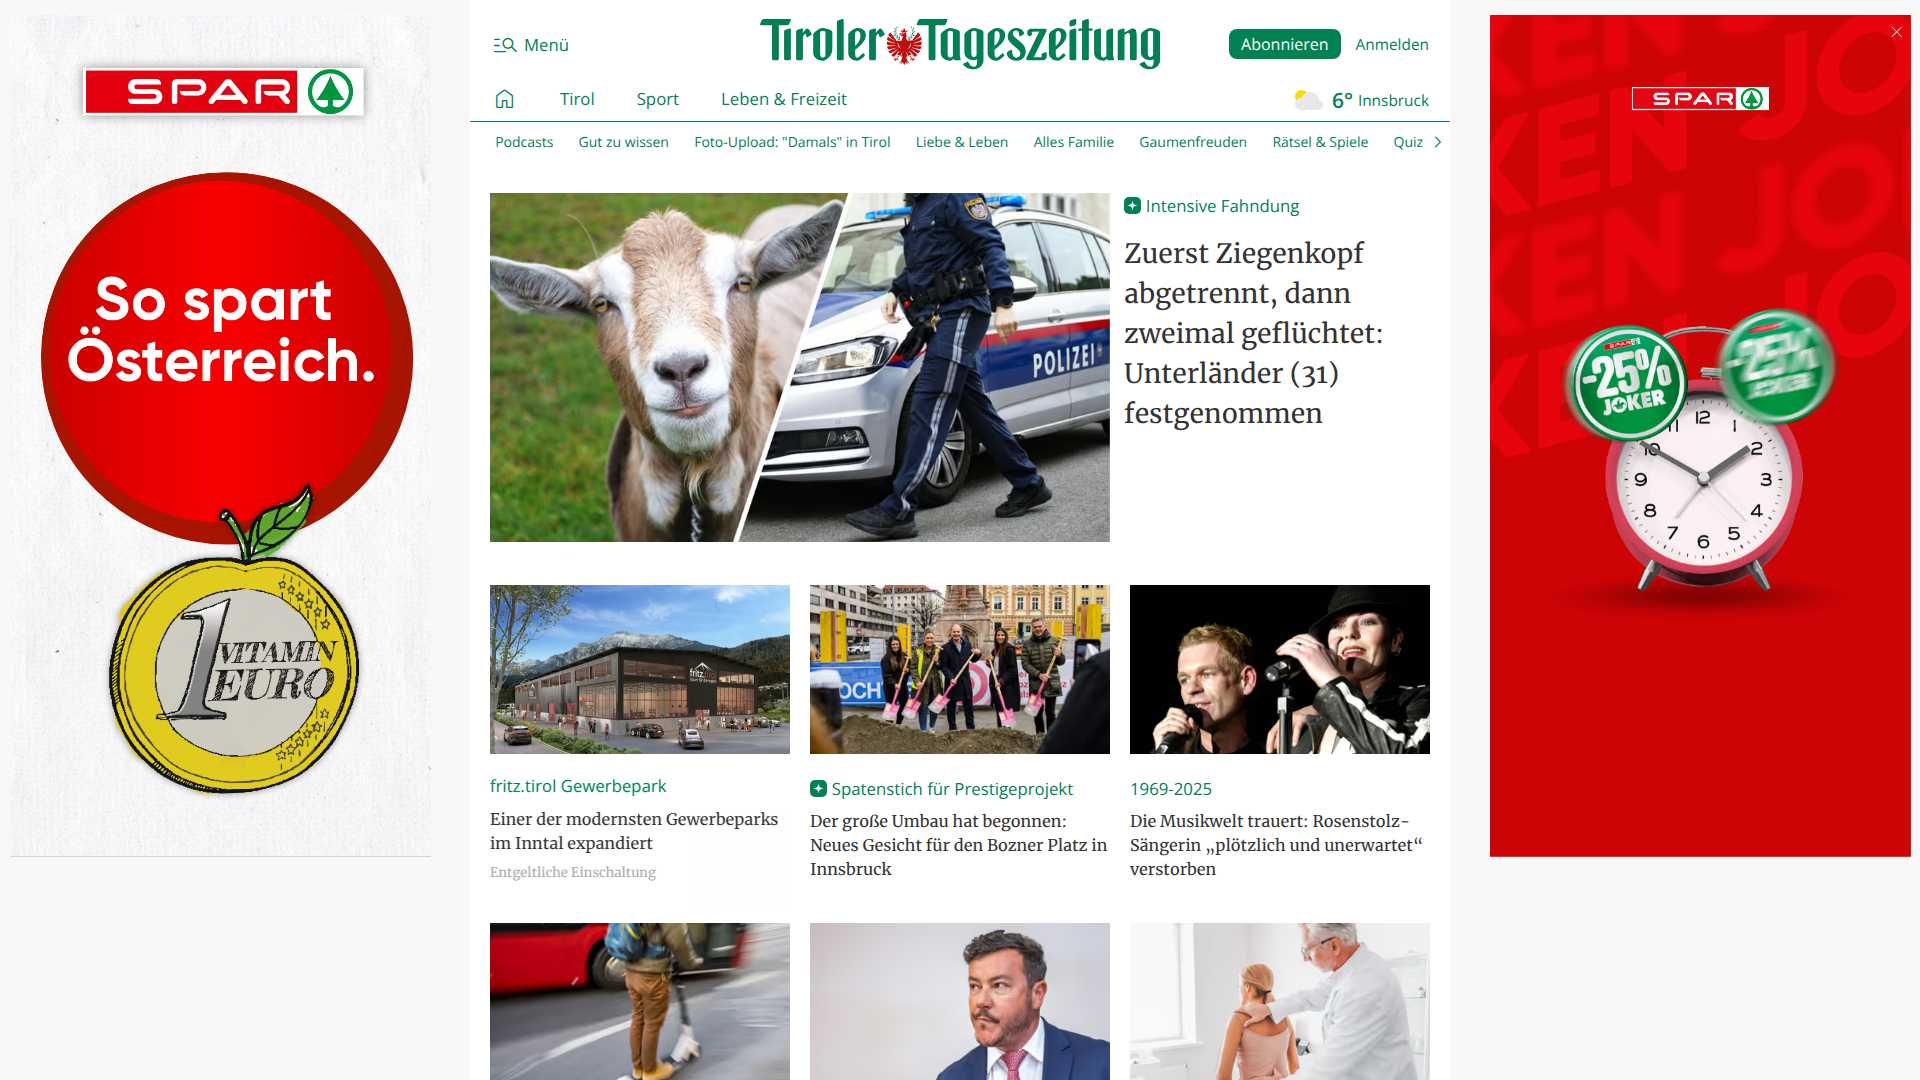 SPAR
So spart
Österreich.
1
VITAMIN
EURO
Menü
Tiroler Tageszeitung
Abonnieren
Anmelden
Tirol
Sport
Leben & Freizeit
6° Innsbruck
Podcasts
Gut zu wissen
Foto-Upload: "Damals" in Tirol
Liebe & Leben
Alles Familie
Gaumenfreuden
Rätsel & Spiele
Quiz
POLIZEI
Intensive Fahndung
Zuerst Ziegenkopf
abgetrennt, dann
zweimal geflüchtet:
Unterländer (31)
festgenommen
fritz.tirol Gewerbepark
Einer der modernsten Gewerbeparks
im Inntal expandiert
Entgeltliche Einschaltung
OCH
Spatenstich für Prestigeprojekt
Der große Umbau hat begonnen:
Neues Gesicht für den Bozner Platz in
Innsbruck
1969-2025
Die Musikwelt trauert: Rosenstolz-
Sängerin „plötzlich und unerwartet“
verstorben
SPAR
JOKEN
SPAR
-25%
JOKER
-25%
JOKER
12
1
2
3
4
5
6
7
8
9
10
11